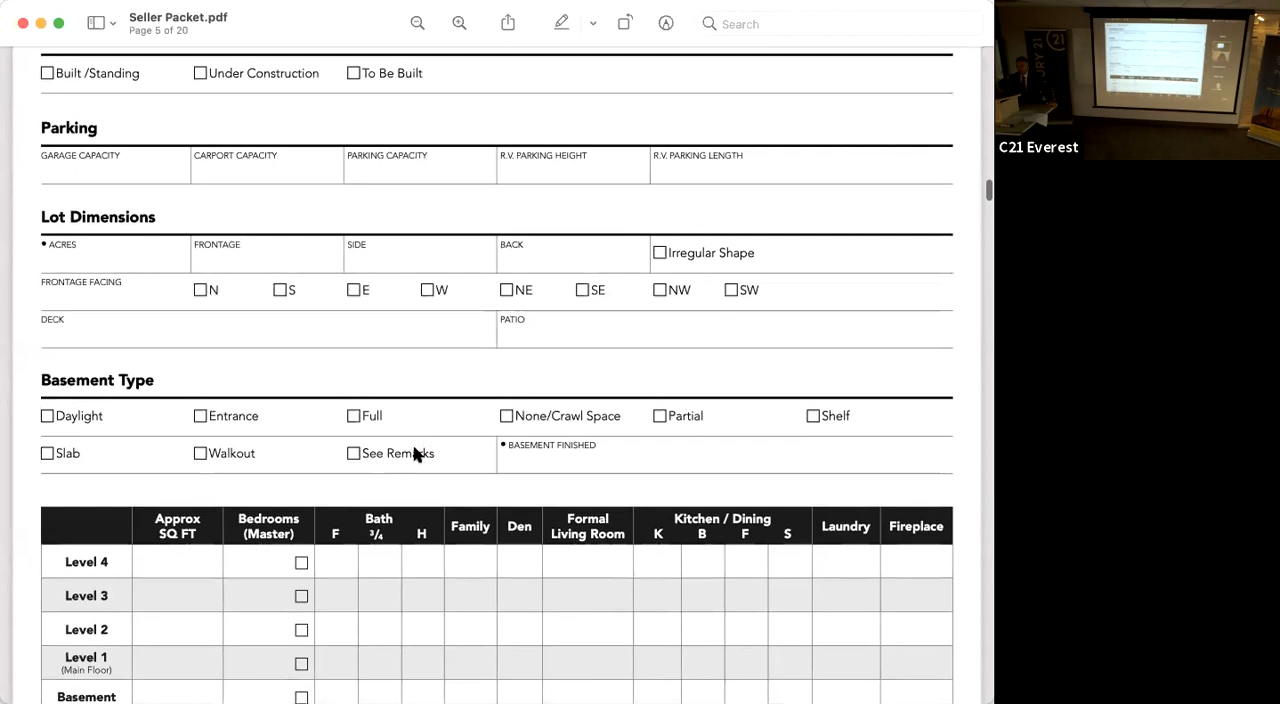 Seller Packet.pdf
Page 5 of 20
Search
Built /Standing Under Construction To Be Built
Parking
GARAGE CAPACITY CARPORT CAPACITY PARKING CAPACITY R.V. PARKING HEIGHT R.V. PARKING LENGTH
Lot Dimensions
• ACRES FRONTAGE SIDE BACK Irregular Shape
FRONTAGE FACING N S E W NE SE NW SW
DECK PATIO
Basement Type
Daylight Entrance Full None/Crawl Space Partial Shelf
Slab Walkout See Remarks • BASEMENT FINISHED
Approx Bedrooms Bath Family Den Formal Kitchen / Dining Laundry Fireplace
SQ FT (Master) F ¾ H Living Room K B F S
Level 4
Level 3
Level 2
Level 1
(Main Floor)
Basement
21
C21 Everest